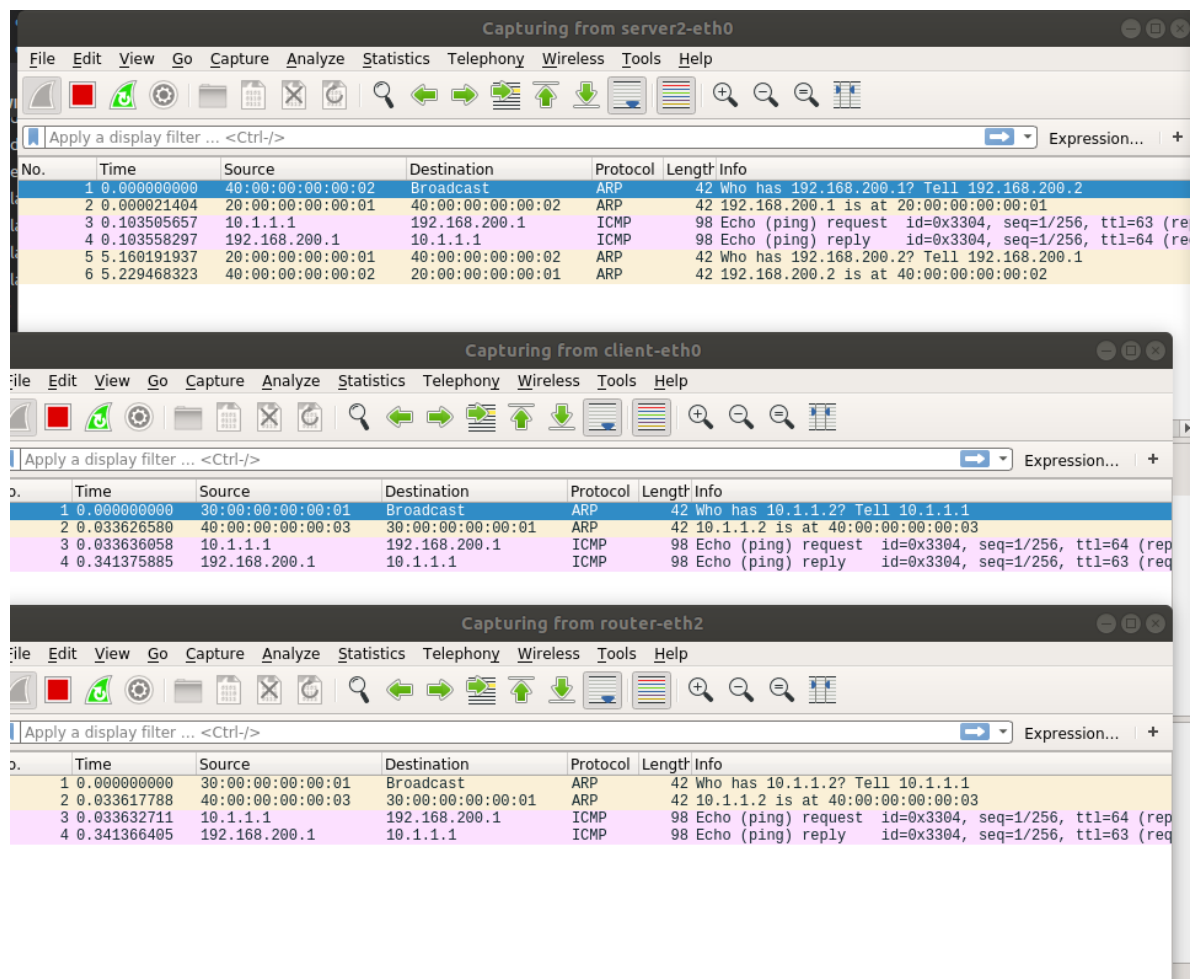 Capturing from server2-eth0
File Edit View Go Capture Analyze Statistics Telephony Wireless Tools Help
Apply a display filter ... <Ctrl-/> Expression... +
No. Time Source Destination Protocol Length Info
1 0.000000000 40:00:00:00:00:02 Broadcast ARP 42 Who has 192.168.200.1? Tell 192.168.200.2
2 0.000021404 20:00:00:00:00:01 40:00:00:00:00:02 ARP 42 192.168.200.1 is at 20:00:00:00:00:01
3 0.103505657 10.1.1.1 192.168.200.1 ICMP 98 Echo (ping) request id=0x3304, seq=1/256, ttl=63 (re
4 0.103558297 192.168.200.1 10.1.1.1 ICMP 98 Echo (ping) reply id=0x3304, seq=1/256, ttl=64 (re
5 5.160191937 20:00:00:00:00:01 40:00:00:00:00:02 ARP 42 Who has 192.168.200.2? Tell 192.168.200.1
6 5.229468323 40:00:00:00:00:02 20:00:00:00:00:01 ARP 42 192.168.200.2 is at 40:00:00:00:00:02
Capturing from client-eth0
File Edit View Go Capture Analyze Statistics Telephony Wireless Tools Help
Apply a display filter ... <Ctrl-/> Expression... +
o. Time Source Destination Protocol Length Info
1 0.000000000 30:00:00:00:00:01 Broadcast ARP 42 Who has 10.1.1.2? Tell 10.1.1.1
2 0.033626580 40:00:00:00:00:03 30:00:00:00:00:01 ARP 42 10.1.1.2 is at 40:00:00:00:00:03
3 0.033636058 10.1.1.1 192.168.200.1 ICMP 98 Echo (ping) request id=0x3304, seq=1/256, ttl=64 (rep
4 0.341375885 192.168.200.1 10.1.1.1 ICMP 98 Echo (ping) reply id=0x3304, seq=1/256, ttl=63 (req
Capturing from router-eth2
File Edit View Go Capture Analyze Statistics Telephony Wireless Tools Help
Apply a display filter ... <Ctrl-/> Expression... +
o. Time Source Destination Protocol Length Info
1 0.000000000 30:00:00:00:00:01 Broadcast ARP 42 Who has 10.1.1.2? Tell 10.1.1.1
2 0.033617788 40:00:00:00:00:03 30:00:00:00:00:01 ARP 42 10.1.1.2 is at 40:00:00:00:00:03
3 0.033632711 10.1.1.1 192.168.200.1 ICMP 98 Echo (ping) request id=0x3304, seq=1/256, ttl=64 (rep
4 0.341366405 192.168.200.1 10.1.1.1 ICMP 98 Echo (ping) reply id=0x3304, seq=1/256, ttl=63 (req